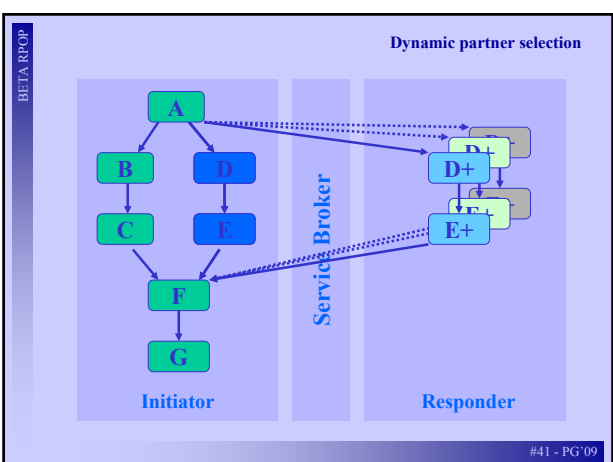 BETA RPOP
Dynamic partner selection
A
B
D
C
E
F
G
Service Broker
D+
D+
E+
E+
Initiator
Responder
#41 - PG'09